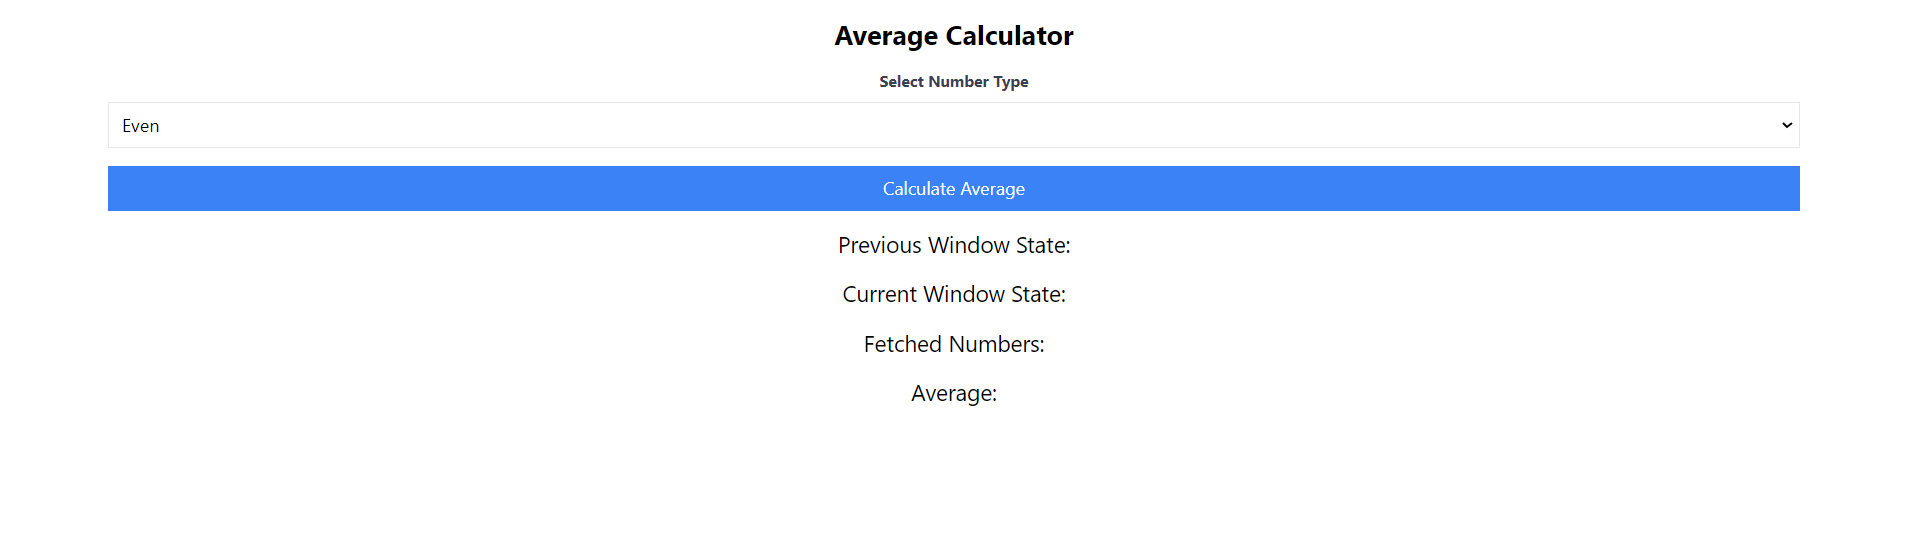 Average Calculator
Select Number Type
Even
Calculate Average
Previous Window State:
Current Window State:
Fetched Numbers:
Average: